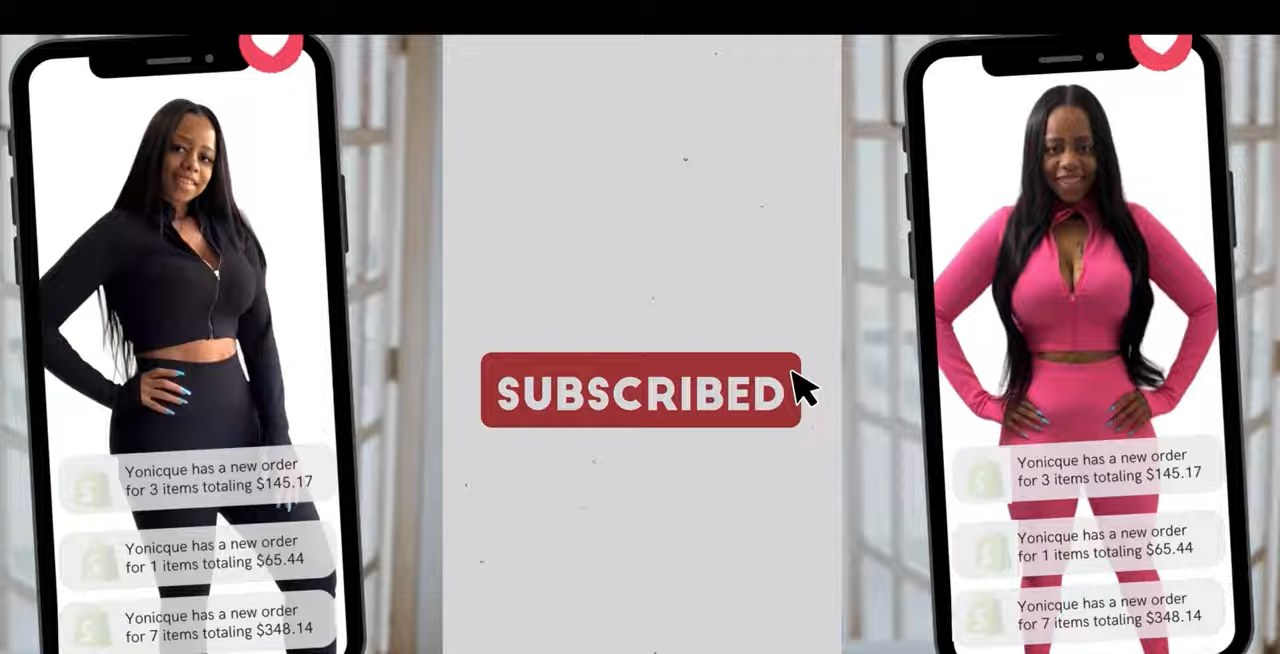 Yonicque has a new order
for 3 items totaling $145.17
Yonicque has a new order
for 1 items totaling $65.44
Yonicque has a new order
for 7 items totaling $348.14
SUBSCRIBED
Yonicque has a new order
for 3 items totaling $145.17
Yonicque has a new order
for 1 items totaling $65.44
Yonicque has a new order
for 7 items totaling $348.14